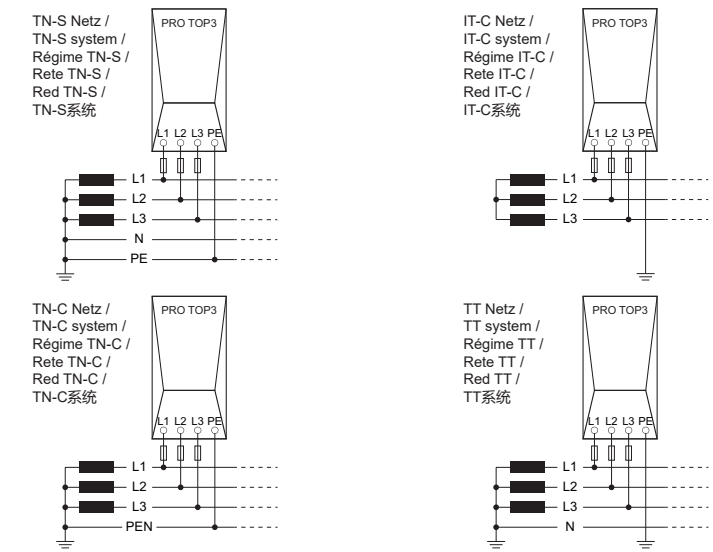 TN-S Netz /
TN-S system /
Régime TN-S /
Rete TN-S /
Red TN-S /
TN-S系统
PRO TOP3
L1 L2 L3 PE
L1
L2
L3
N
PE
IT-C Netz /
IT-C system /
Régime IT-C /
Rete IT-C /
Red IT-C /
IT-C系统
PRO TOP3
L1 L2 L3 PE
L1
L2
L3
TN-C Netz /
TN-C system /
Régime TN-C /
Rete TN-C /
Red TN-C /
TN-C系统
PRO TOP3
L1 L2 L3 PE
L1
L2
L3
PEN
TT Netz /
TT system /
Régime TT /
Rete TT /
Red TT /
TT系统
PRO TOP3
L1 L2 L3 PE
L1
L2
L3
N